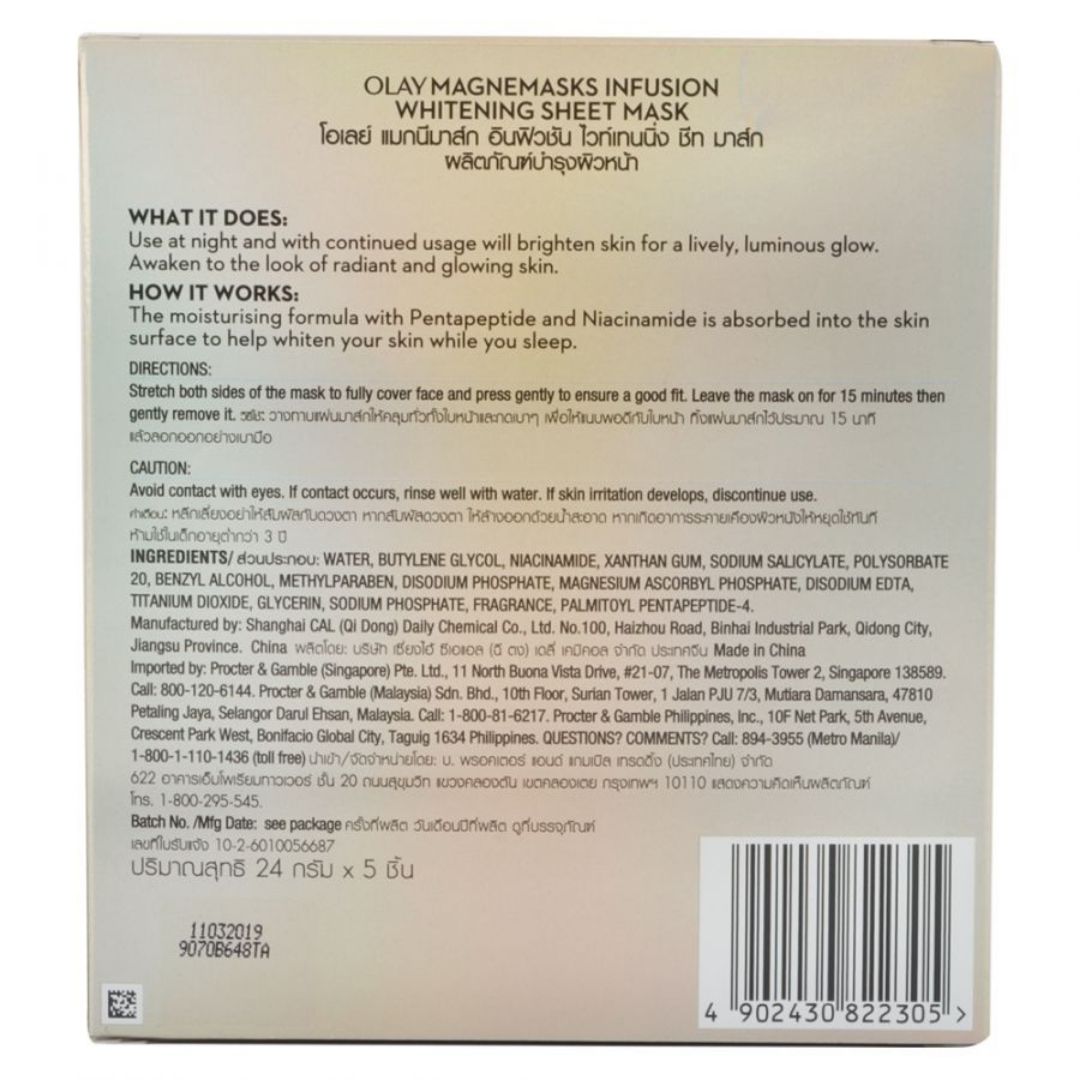 OLAY MAGNEMASKS INFUSION
WHITENING SHEET MASK
โอเลย์ แมกนีมาส์ก อินฟิวชัน ไวท์เทนนิ่ง ชีท มาส์ก
ผลิตภัณฑ์บำรุงผิวหน้า
WHAT IT DOES:
Use at night and with continued usage will brighten skin for a lively, luminous glow.
Awaken to the look of radiant and glowing skin.
HOW IT WORKS:
The moisturising formula with Pentapeptide and Niacinamide is absorbed into the skin
surface to help whiten your skin while you sleep.
DIRECTIONS:
Stretch both sides of the mask to fully cover face and press gently to ensure a good fit. Leave the mask on for 15 minutes then
gently remove it. วิธีใช้: วางทาบแผ่นมาส์กให้คลุมทั่วทั้งใบหน้าและกดเบาๆ เพื่อให้แนบพอดีกับใบหน้า ทิ้งแผ่นมาส์กไว้ประมาณ 15 นาที
แล้วลอกออกอย่างเบามือ
CAUTION:
Avoid contact with eyes. If contact occurs, rinse well with water. If skin irritation develops, discontinue use.
คำเตือน: หลีกเลี่ยงอย่าให้สัมผัสกับดวงตา หากสัมผัสดวงตา ให้ล้างออกด้วยน้ำสะอาด หากเกิดอาการระคายเคืองผิวหนังให้หยุดใช้ทันที
ห้ามใช้ในเด็กอายุต่ำกว่า 3 ปี
INGREDIENTS/ ส่วนประกอบ: WATER, BUTYLENE GLYCOL, NIACINAMIDE, XANTHAN GUM, SODIUM SALICYLATE, POLYSORBATE
20, BENZYL ALCOHOL, METHYLPARABEN, DISODIUM PHOSPHATE, MAGNESIUM ASCORBYL PHOSPHATE, DISODIUM EDTA,
TITANIUM DIOXIDE, GLYCERIN, SODIUM PHOSPHATE, FRAGRANCE, PALMITOYL PENTAPEPTIDE-4.
Manufactured by: Shanghai CAL (Qi Dong) Daily Chemical Co., Ltd. No.100, Haizhou Road, Binhai Industrial Park, Qidong City,
Jiangsu Province. China ผลิตโดย: บริษัท เซี่ยงไฮ้ ซีเอแอล (ฉี ตง) เดลี่ เคมิคอล จำกัด ประเทศจีน Made in China
Imported by: Procter & Gamble (Singapore) Pte. Ltd., 11 North Buona Vista Drive, #21-07, The Metropolis Tower 2, Singapore 138589.
Call: 800-120-6144. Procter & Gamble (Malaysia) Sdn. Bhd., 10th Floor, Surian Tower, 1 Jalan PJU 7/3, Mutiara Damansara, 47810
Petaling Jaya, Selangor Darul Ehsan, Malaysia. Call: 1-800-81-6217. Procter & Gamble Philippines, Inc., 10F Net Park, 5th Avenue,
Crescent Park West, Bonifacio Global City, Taguig 1634 Philippines. QUESTIONS? COMMENTS? Call: 894-3955 (Metro Manila)/
1-800-1-110-1436 (toll free) นำเข้า/จัดจำหน่ายโดย: บ. พรอคเตอร์ แอนด์ แกมเบิล เทรดดิ้ง (ประเทศไทย) จำกัด
622 อาคารเอ็มโพเรียมทาวเวอร์ ชั้น 20 ถนนสุขุมวิท แขวงคลองตัน เขตคลองเตย กรุงเทพฯ 10110 แสดงความคิดเห็นผลิตภัณฑ์
โทร. 1-800-295-545.
Batch No. /Mfg Date: see package ครั้งที่ผลิต วันเดือนปีที่ผลิต ดูที่บรรจุภัณฑ์
เลขที่ใบรับแจ้ง 10-2-6010056687
ปริมาณสุทธิ 24 กรัม x 5 ชิ้น
11032019
9070B648TA
4 902430 822305 >